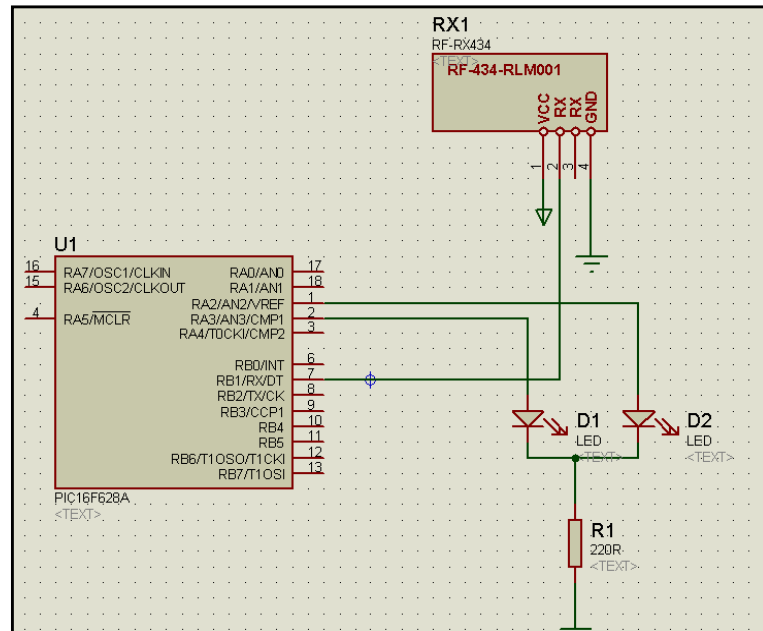 RX1
RF-RX434
<TEXT>
RF-434-RLM001
VCC
RX
RX
GND
1
2
3
4
U1
16 RA7/OSC1/CLKIN RA0/AN0 17
15 RA6/OSC2/CLKOUT RA1/AN1 18
RA2/AN2/VREF 1
4 RA5/MCLR RA3/AN3/CMP1 2
RA4/T0CKI/CMP2 3
RB0/INT 6
RB1/RX/DT 7
RB2/TX/CK 8
RB3/CCP1 9
RB4 10
RB5 11
RB6/T1OSO/T1CKI 12
RB7/T1OSI 13
PIC16F628A
<TEXT>
D1
LED
<TEXT>
D2
LED
<TEXT>
R1
220R
<TEXT>